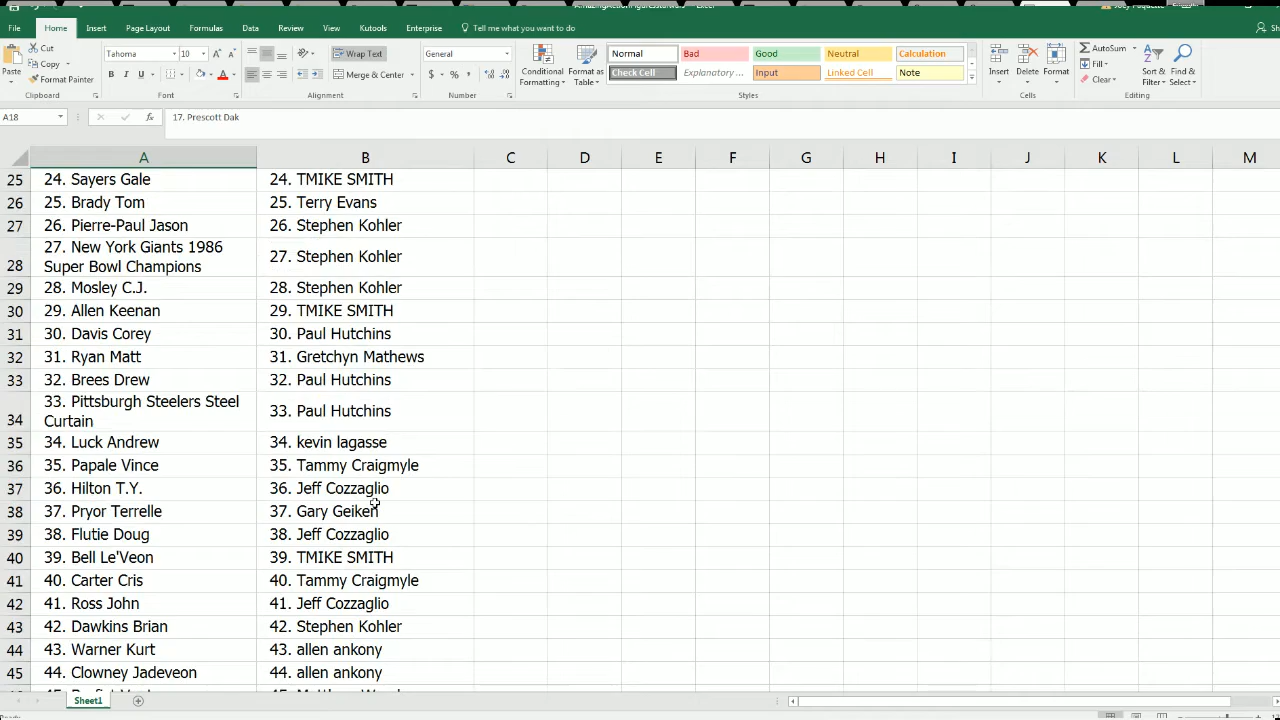 File Home Insert Page Layout Formulas Data Review View Kutools Enterprise Tell me what you want to do
Paste Cut Copy Format Painter
Tahoma 10 Wrap Text Merge & Center General
Conditional Formatting Format as Table
Normal Bad Good Neutral Calculation
Check Cell Explanatory ... Input Linked Cell Note
Insert Delete Format AutoSum Fill Clear Sort & Filter Find & Select
Clipboard Font Alignment Number Styles Cells Editing
A18 17. Prescott Dak
A B C D E F G H I J K L M
25 24. Sayers Gale 24. TMIKE SMITH
26 25. Brady Tom 25. Terry Evans
27 26. Pierre-Paul Jason 26. Stephen Kohler
28 27. New York Giants 1986 Super Bowl Champions 27. Stephen Kohler
29 28. Mosley C.J. 28. Stephen Kohler
30 29. Allen Keenan 29. TMIKE SMITH
31 30. Davis Corey 30. Paul Hutchins
32 31. Ryan Matt 31. Gretchyn Mathews
33 32. Brees Drew 32. Paul Hutchins
34 33. Pittsburgh Steelers Steel Curtain 33. Paul Hutchins
35 34. Luck Andrew 34. kevin lagasse
36 35. Papale Vince 35. Tammy Craigmyle
37 36. Hilton T.Y. 36. Jeff Cozzaglio
38 37. Pryor Terrelle 37. Gary Geiken
39 38. Flutie Doug 38. Jeff Cozzaglio
40 39. Bell Le'Veon 39. TMIKE SMITH
41 40. Carter Cris 40. Tammy Craigmyle
42 41. Ross John 41. Jeff Cozzaglio
43 42. Dawkins Brian 42. Stephen Kohler
44 43. Warner Kurt 43. allen ankony
45 44. Clowney Jadeveon 44. allen ankony
Sheet1